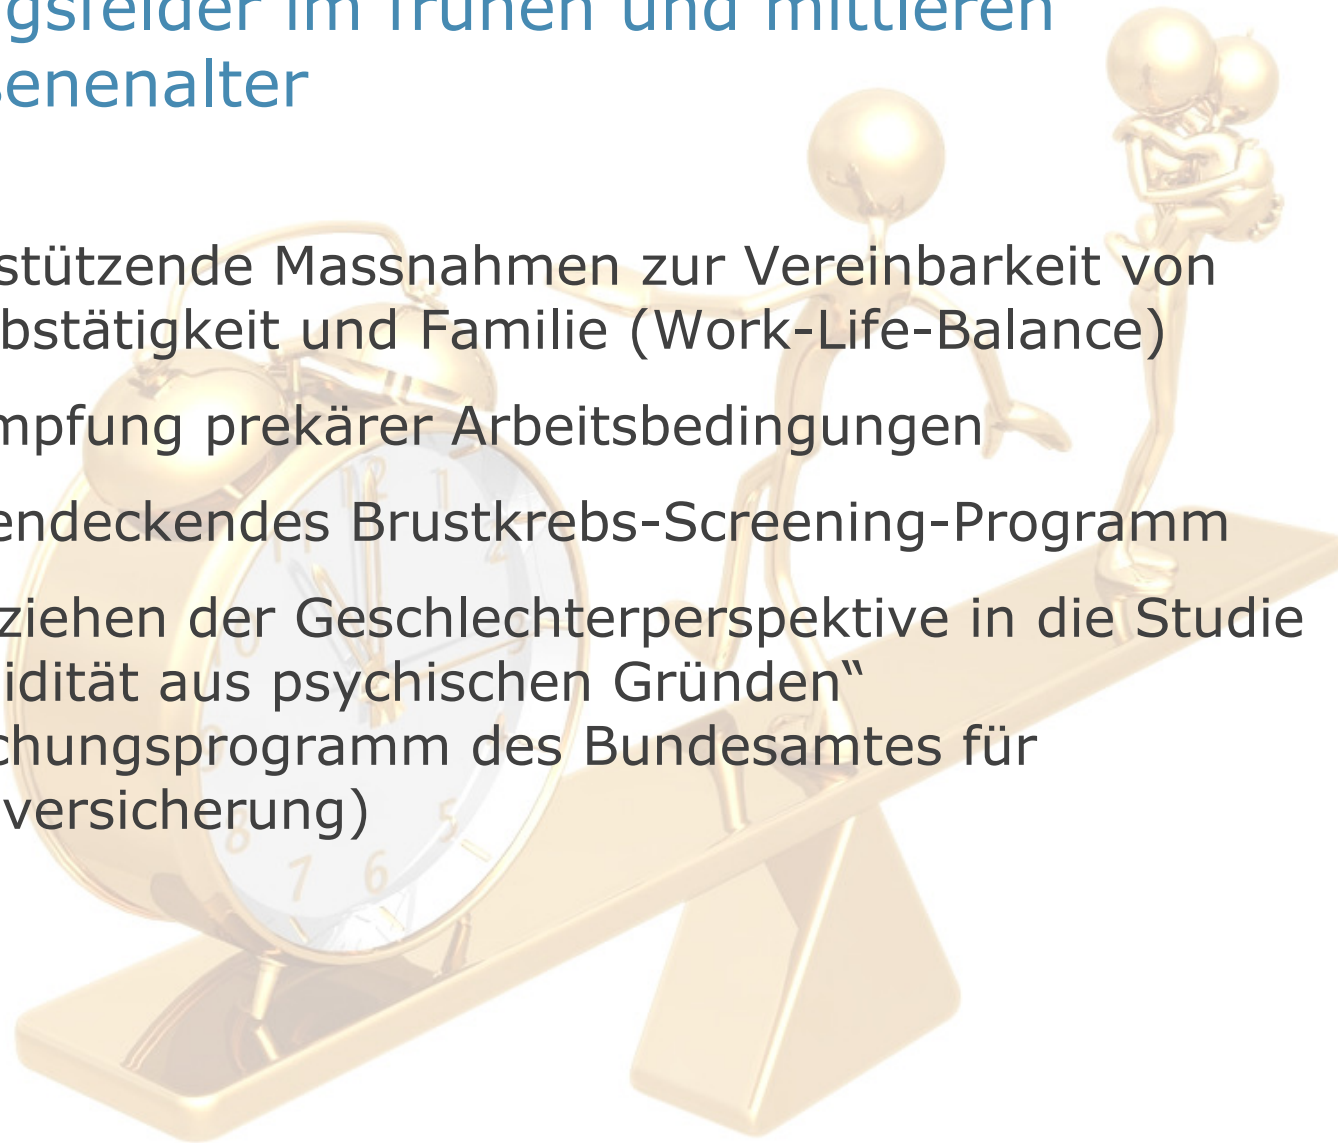 gsfelder im frühen und mittleren
senenalter
stützende Massnahmen zur Vereinbarkeit von
bstätigkeit und Familie (Work-Life-Balance)
mpfung prekärer Arbeitsbedingungen
endeckendes Brustkrebs-Screening-Programm
ziehen der Geschlechterperspektive in die Studie
idität aus psychischen Gründen“
chungsprogramm des Bundesamtes für
versicherung)